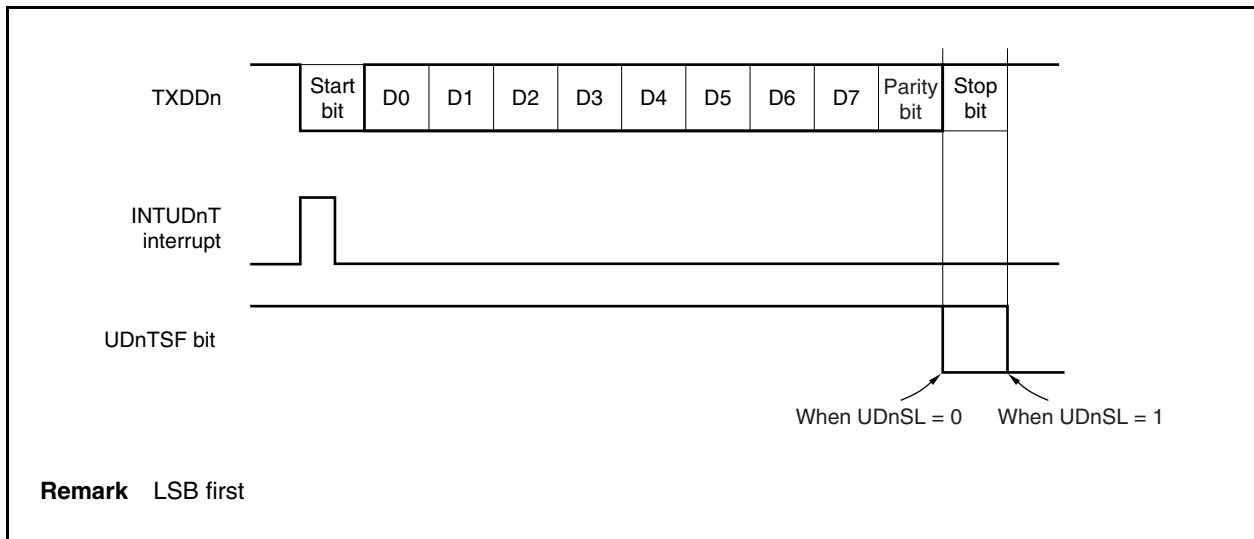 TXDDn
Start bit
D0
D1
D2
D3
D4
D5
D6
D7
Parity bit
Stop bit
INTUDnT
interrupt
UDnTSF bit
When UDnSL = 0
When UDnSL = 1
Remark LSB first